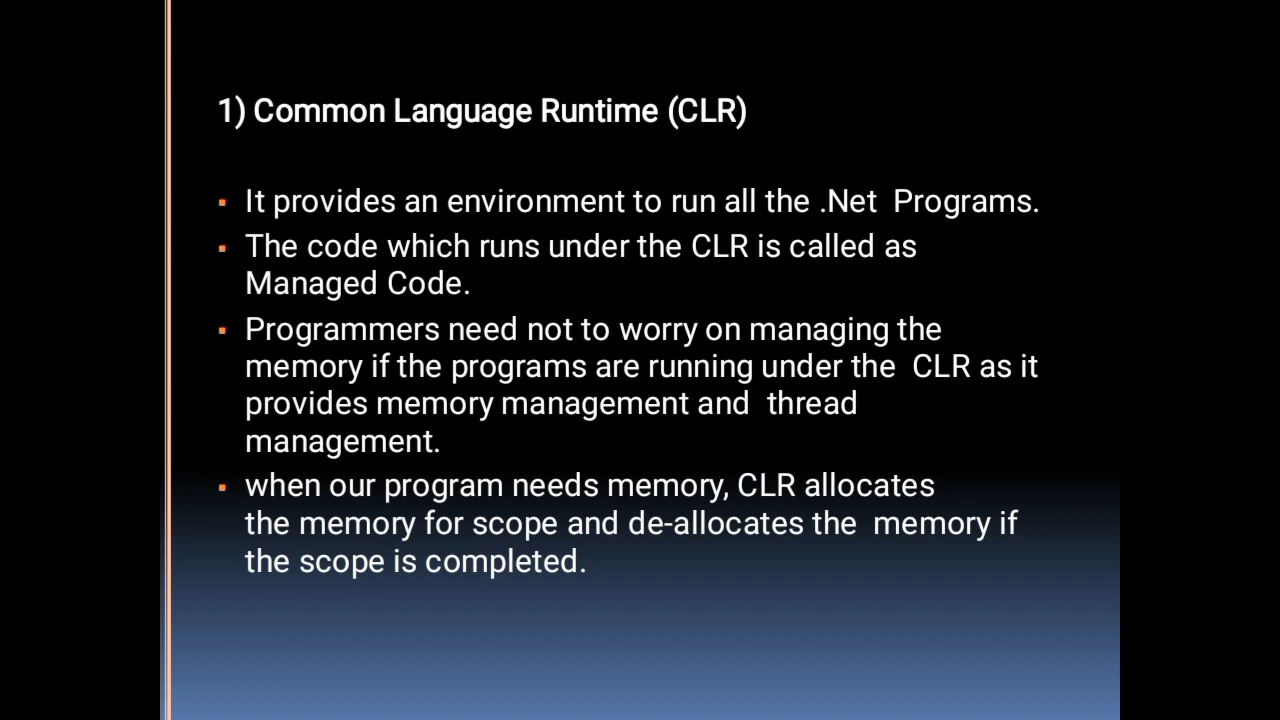 1) Common Language Runtime (CLR)
▪ It provides an environment to run all the .Net Programs.
▪ The code which runs under the CLR is called as
Managed Code.
▪ Programmers need not to worry on managing the
memory if the programs are running under the CLR as it
provides memory management and thread
management.
▪ when our program needs memory, CLR allocates
the memory for scope and de-allocates the memory if
the scope is completed.